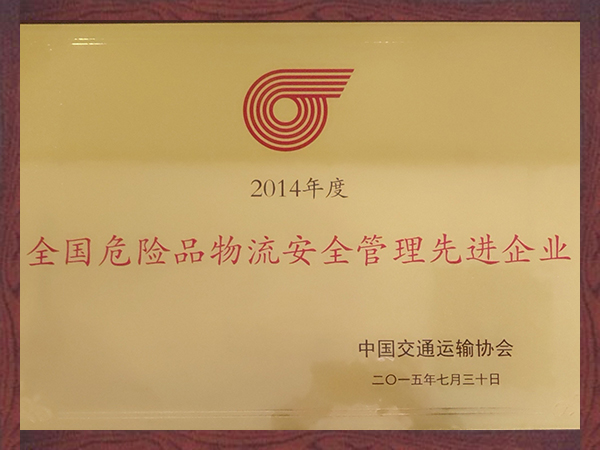 2014年度
全国危险品物流安全管理先进企业
中国交通运输协会
二〇一五年七月三十日